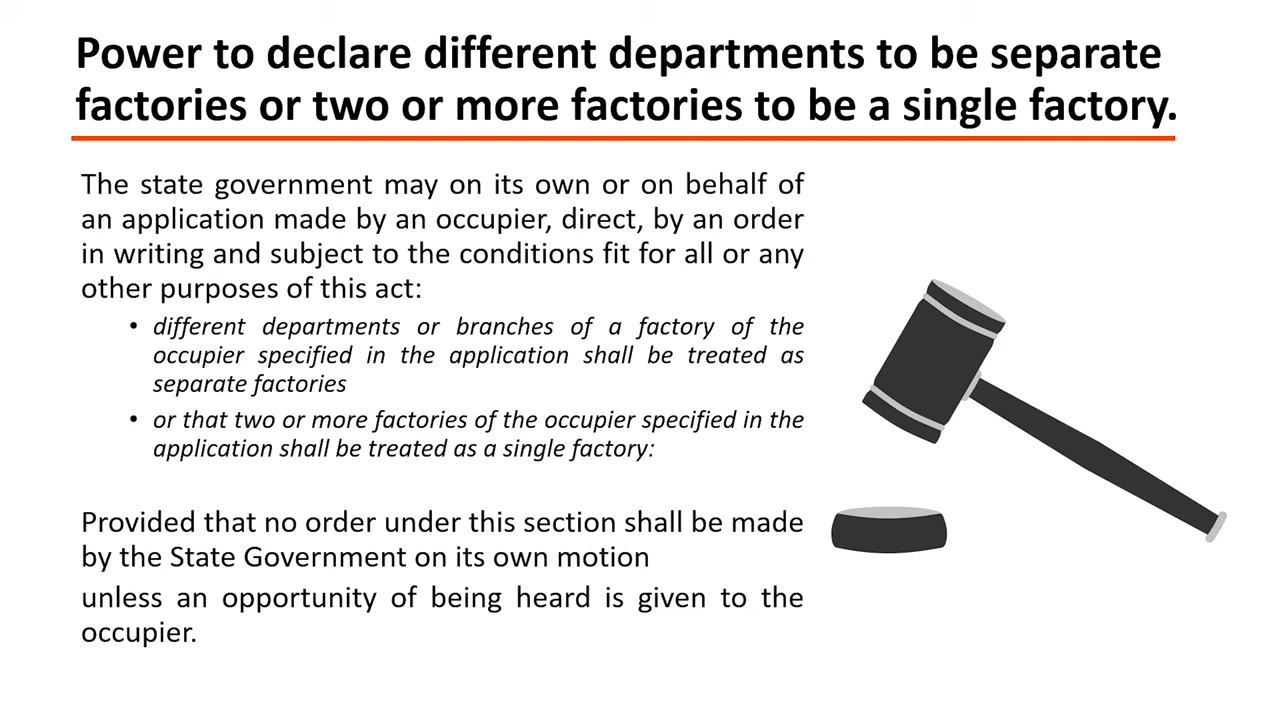 Power to declare different departments to be separate
factories or two or more factories to be a single factory.
The state government may on its own or on behalf of
an application made by an occupier, direct, by an order
in writing and subject to the conditions fit for all or any
other purposes of this act:
• different departments or branches of a factory of the
occupier specified in the application shall be treated as
separate factories
• or that two or more factories of the occupier specified in the
application shall be treated as a single factory:
Provided that no order under this section shall be made
by the State Government on its own motion
unless an opportunity of being heard is given to the
occupier.